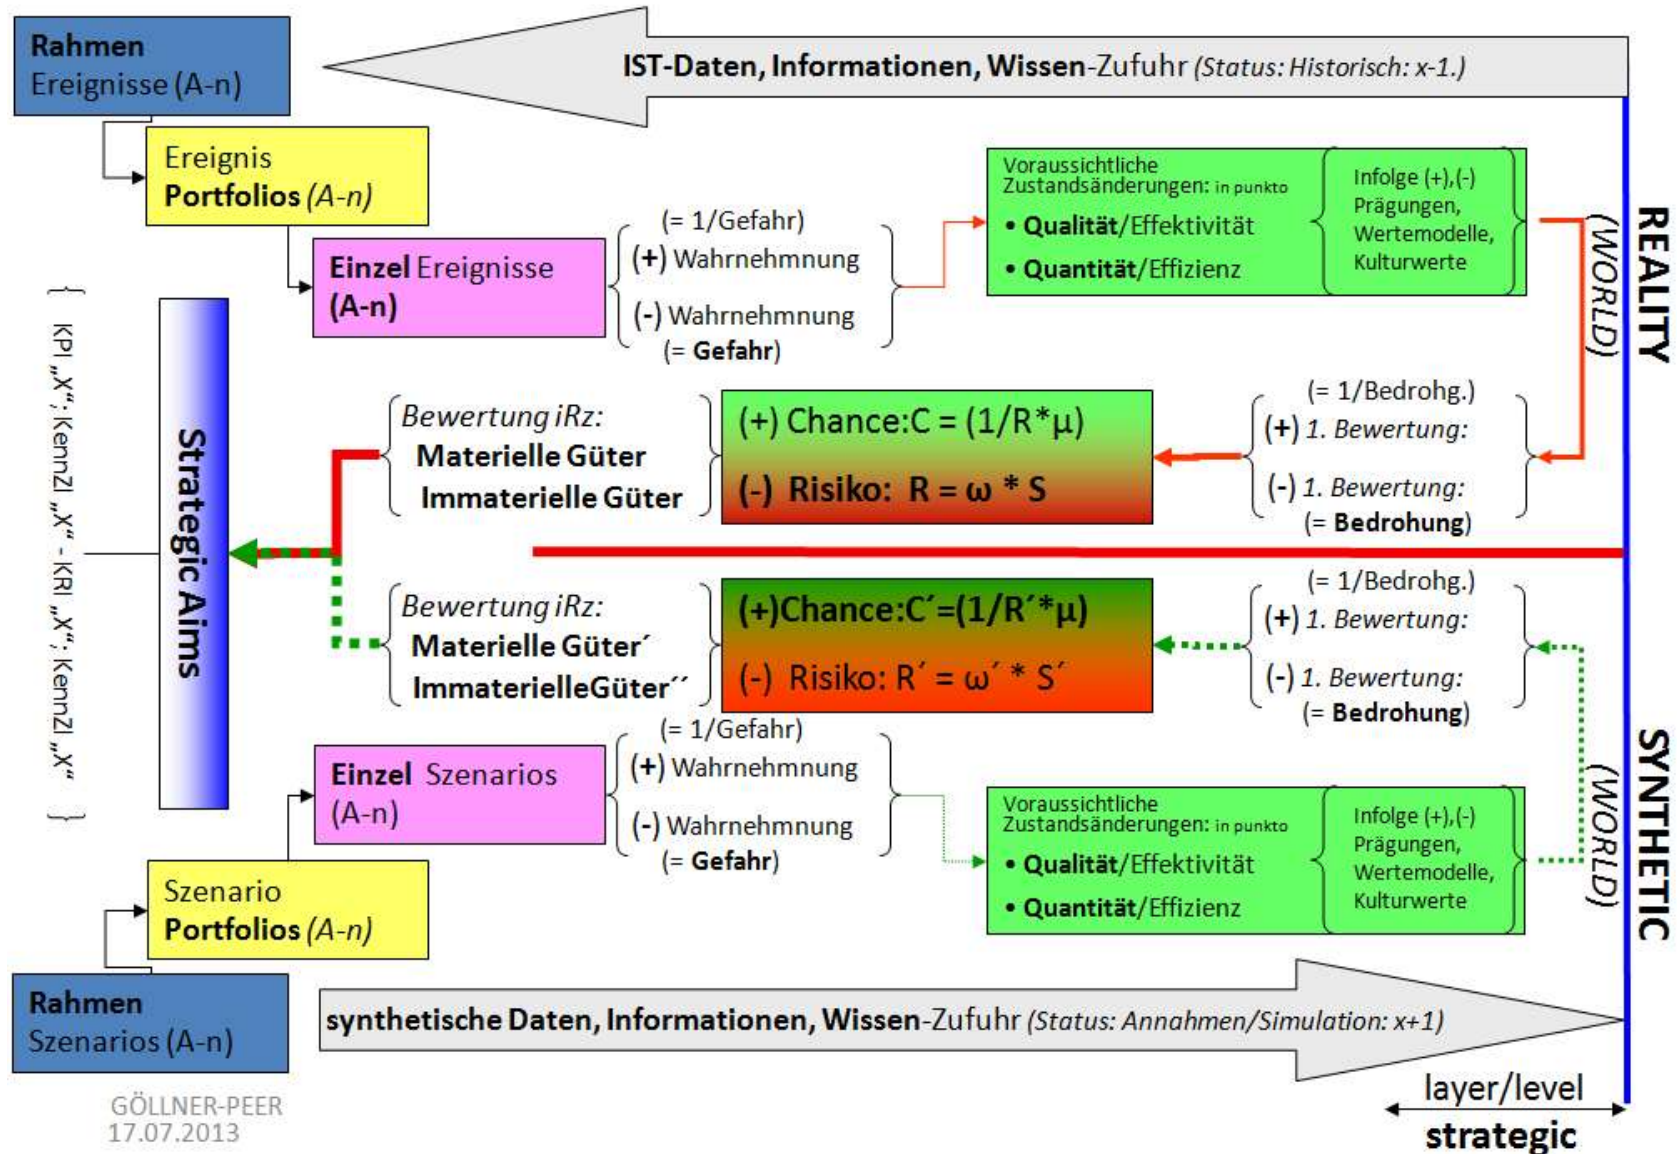 Rahmen
Ereignisse (A-n)
IST-Daten, Informationen, Wissen-Zufuhr (Status: Historisch: x-1.)
Ereignis
Portfolios (A-n)
Einzel Ereignisse
(A-n)
(= 1/Gefahr)
(+) Wahrnehmnung
(-) Wahrnehmnung
(= Gefahr)
Voraussichtliche
Zustandsänderungen: in punkto
• Qualität/Effektivität
• Quantität/Effizienz
Infolge (+),(-)
Prägungen,
Wertemodelle,
Kulturwerte
REALITY
(WORLD)
(= 1/Bedrohg.)
(+) 1. Bewertung:
(-) 1. Bewertung:
(= Bedrohung)
(+) Chance:C = (1/R*µ)
(-) Risiko: R = ω * S
Bewertung iRz:
Materielle Güter
Immaterielle Güter
Strategic Aims
{ KPI „X“; KennZl „X“ - KRI „X“; KennZl „X“ }
Bewertung iRz:
Materielle Güter´
ImmaterielleGüter´´
(+)Chance:C´=(1/R´*µ)
(-) Risiko: R´ = ω´ * S´
(= 1/Bedrohg.)
(+) 1. Bewertung:
(-) 1. Bewertung:
(= Bedrohung)
SYNTHETIC
(WORLD)
Einzel Szenarios
(A-n)
(= 1/Gefahr)
(+) Wahrnehmnung
(-) Wahrnehmnung
(= Gefahr)
Voraussichtliche
Zustandsänderungen: in punkto
• Qualität/Effektivität
• Quantität/Effizienz
Infolge (+),(-)
Prägungen,
Wertemodelle,
Kulturwerte
Szenario
Portfolios (A-n)
Rahmen
Szenarios (A-n)
synthetische Daten, Informationen, Wissen-Zufuhr (Status: Annahmen/Simulation: x+1)
GÖLLNER-PEER
17.07.2013
layer/level
strategic